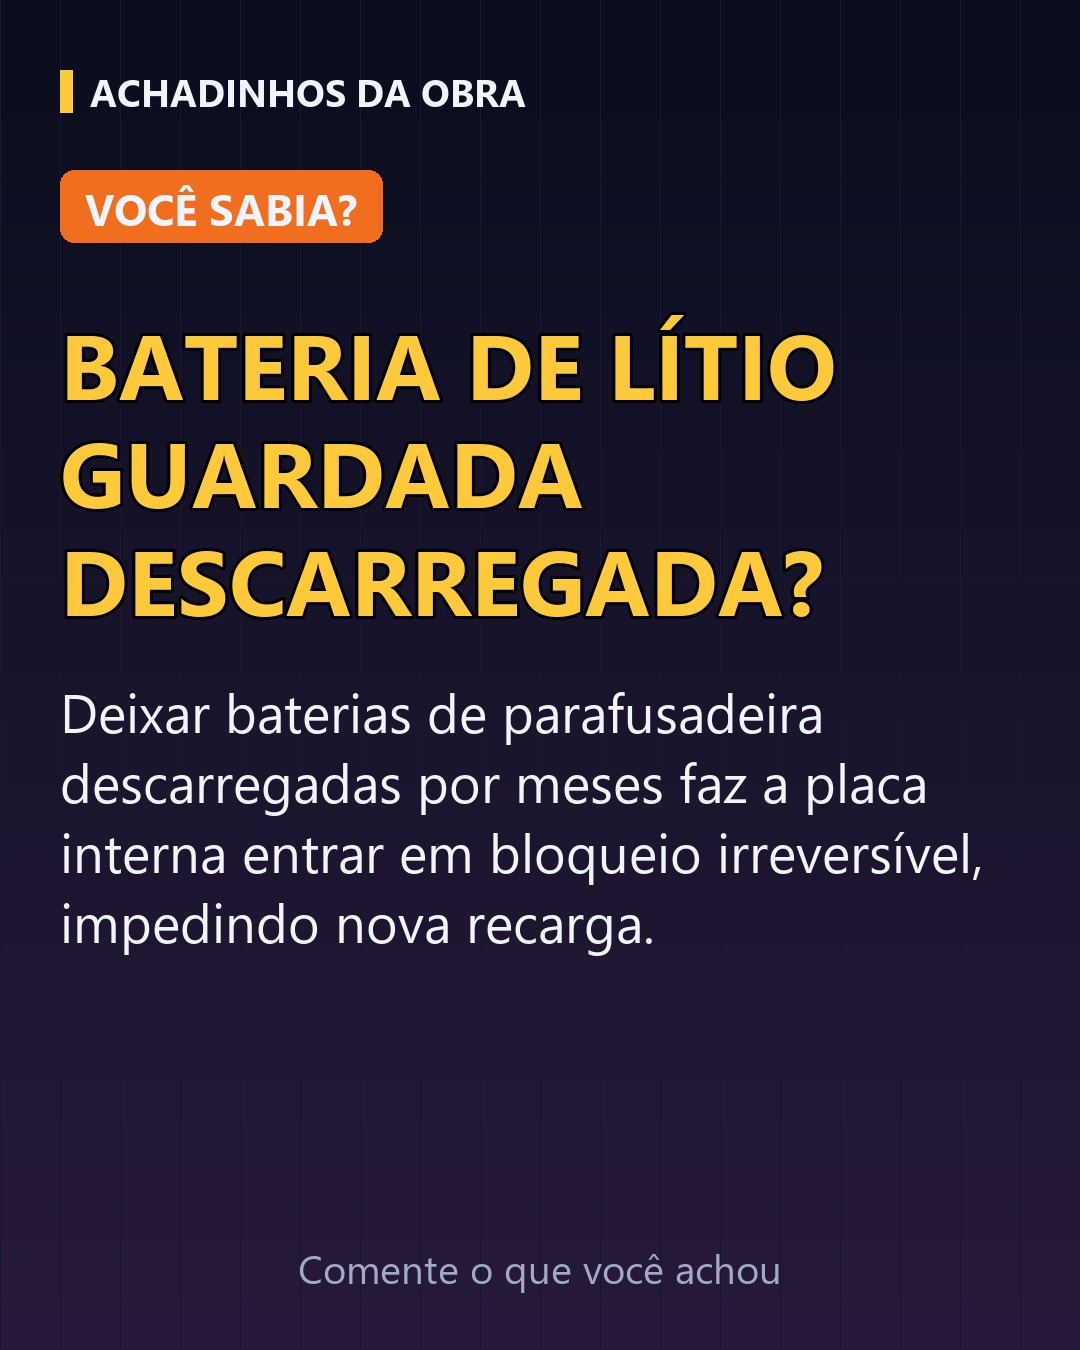 ACHADINHOS DA OBRA
VOCÊ SABIA?
BATERIA DE LÍTIO
GUARDADA
DESCARREGADA?
Deixar baterias de parafusadeira
descarregadas por meses faz a placa
interna entrar em bloqueio irreversível,
impedindo nova recarga.
Comente o que você achou